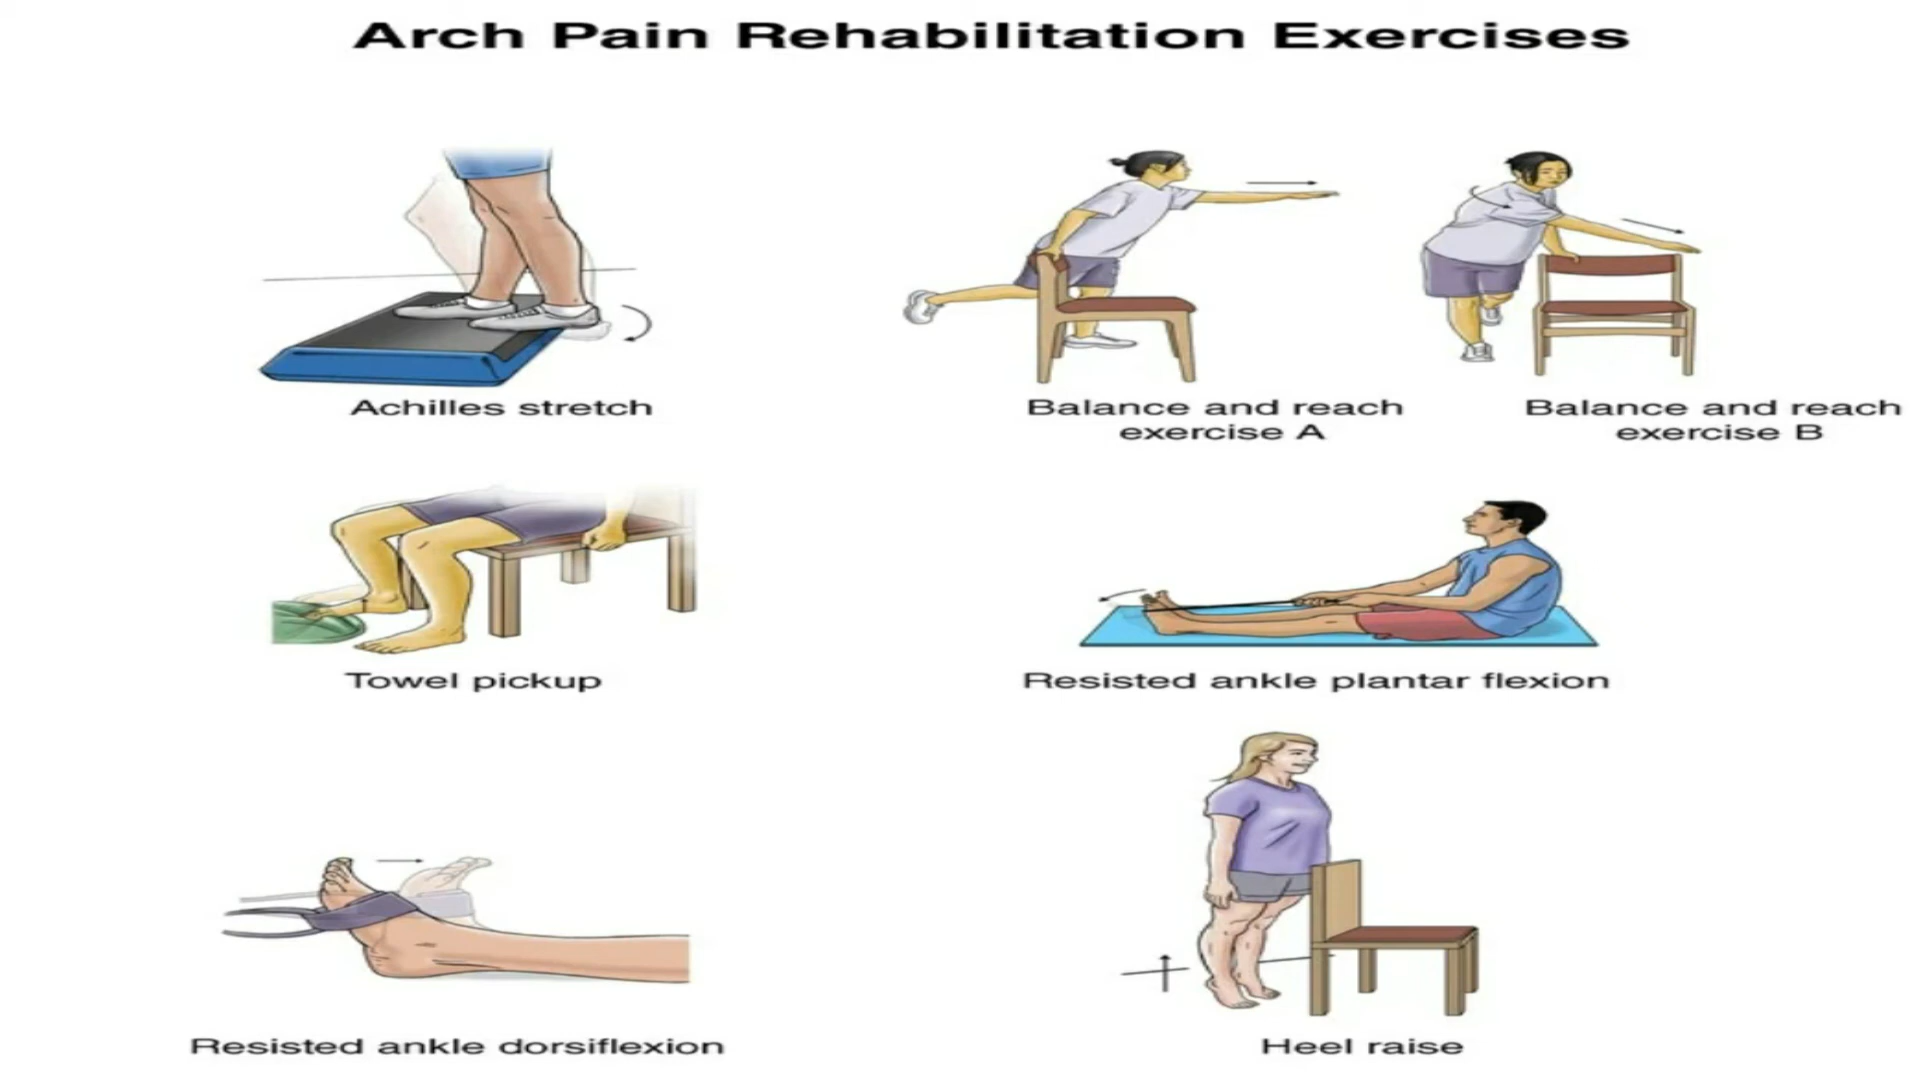 Arch Pain Rehabilitation Exercises
Achilles stretch
Balance and reach
exercise A
Balance and reach
exercise B
Towel pickup
Resisted ankle plantar flexion
Resisted ankle dorsiflexion
Heel raise